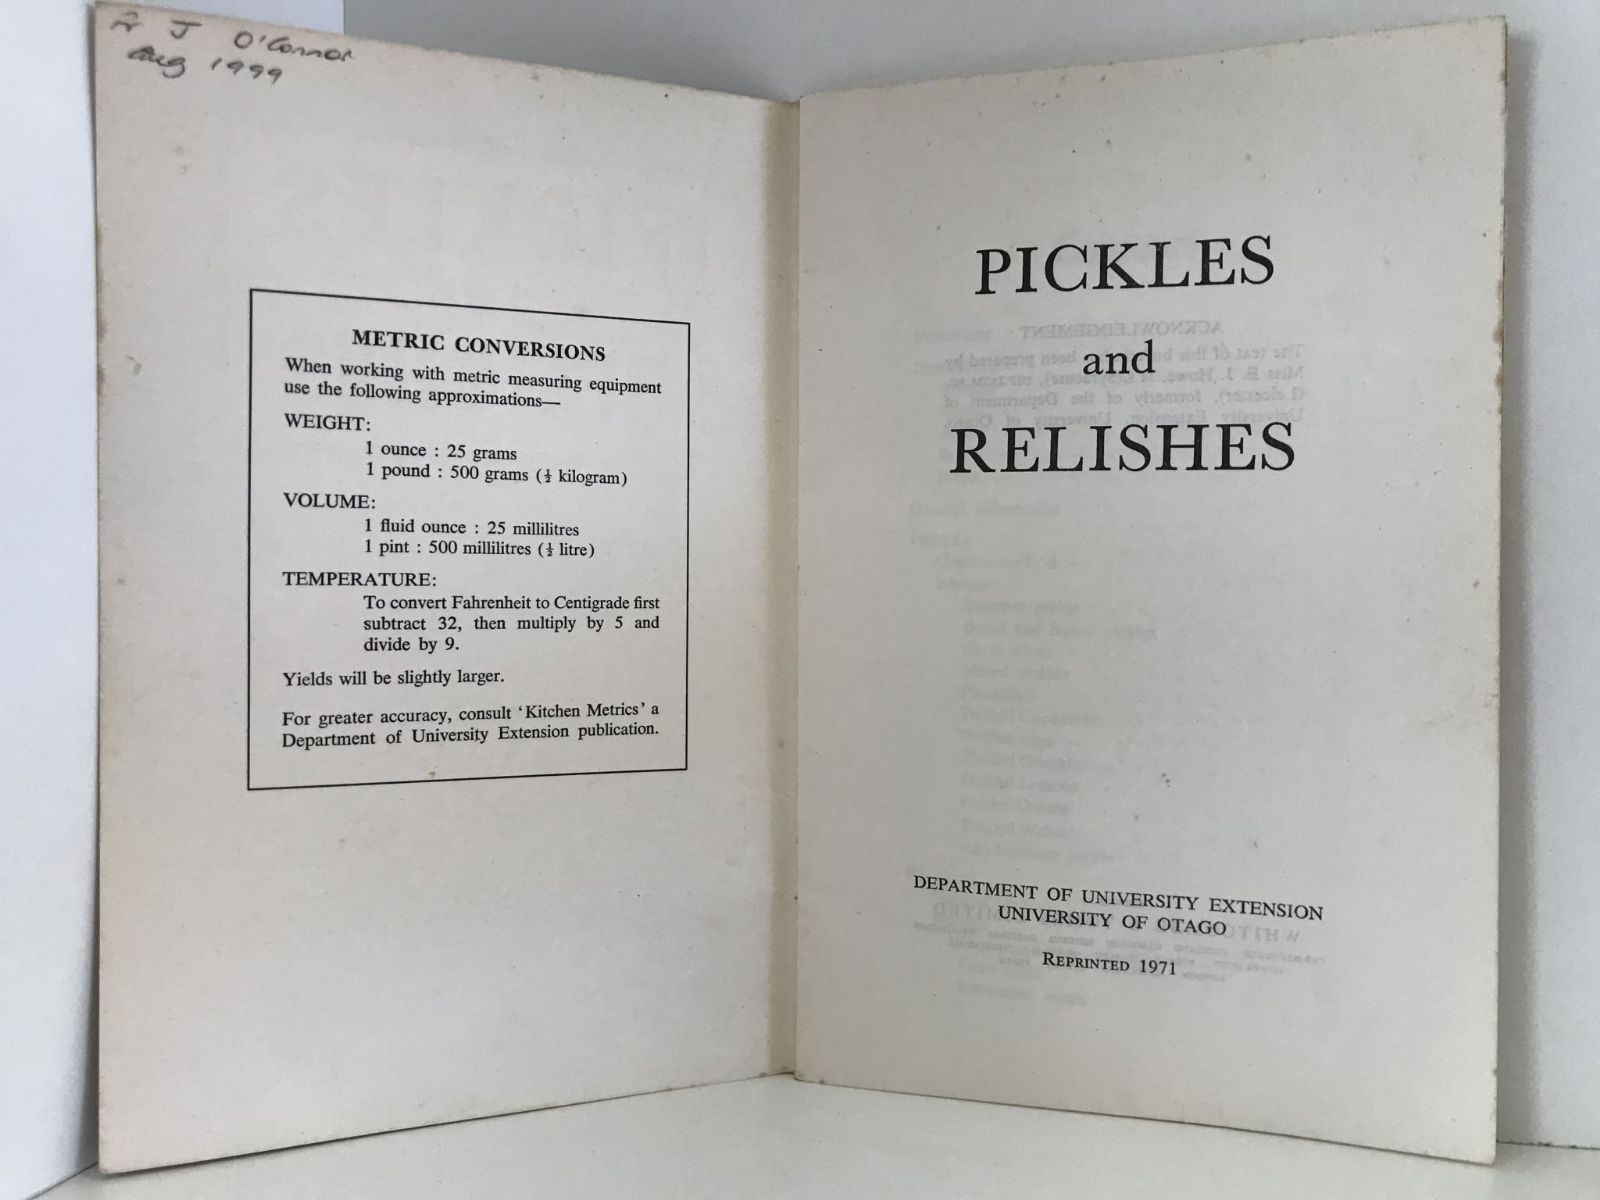 J O'Connor
Aug 1999
METRIC CONVERSIONS
When working with metric measuring equipment
use the following approximations—
WEIGHT:
1 ounce : 25 grams
1 pound : 500 grams (½ kilogram)
VOLUME:
1 fluid ounce : 25 millilitres
1 pint : 500 millilitres (½ litre)
TEMPERATURE:
To convert Fahrenheit to Centigrade first
subtract 32, then multiply by 5 and
divide by 9.
Yields will be slightly larger.
For greater accuracy, consult 'Kitchen Metrics' a
Department of University Extension publication.
PICKLES
and
RELISHES
DEPARTMENT OF UNIVERSITY EXTENSION
UNIVERSITY OF OTAGO
REPRINTED 1971